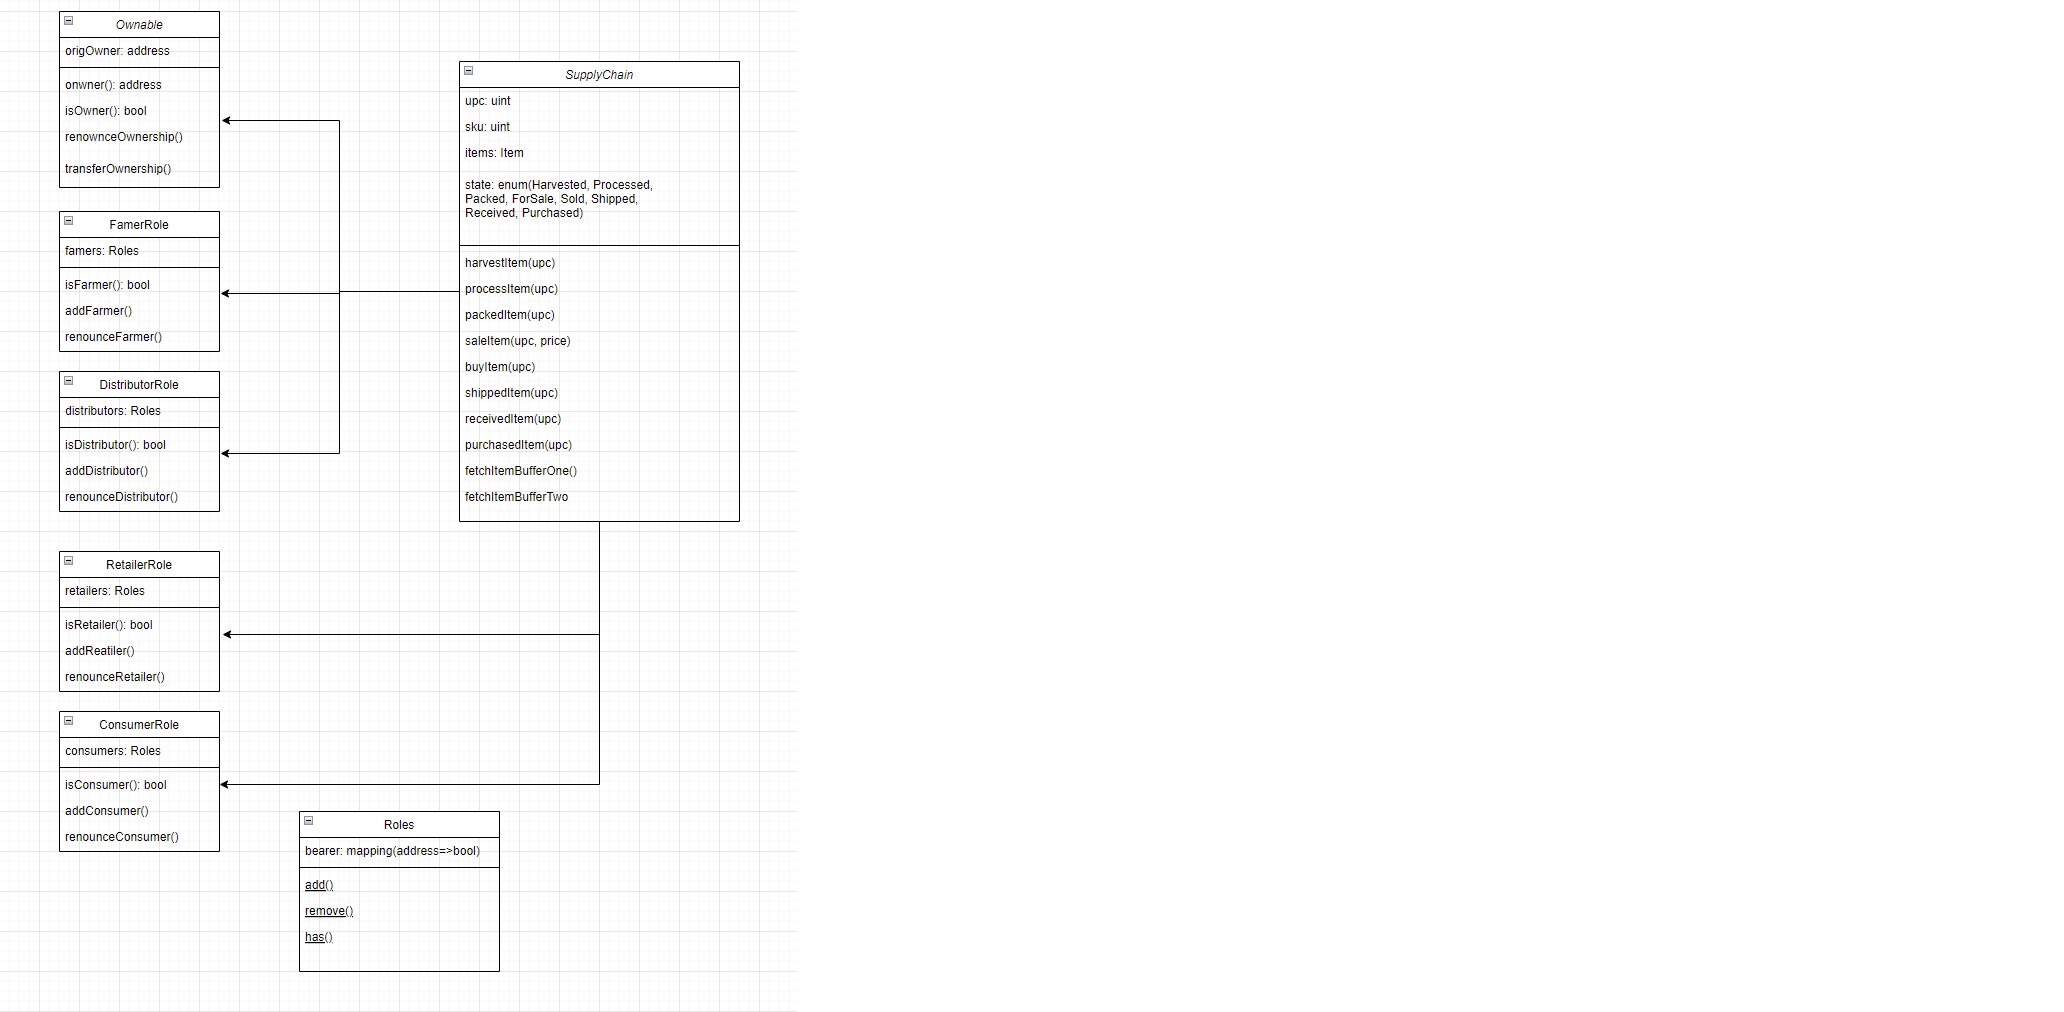 Ownable
origOwner: address
onwner(): address
isOwner(): bool
renownceOwnership()
transferOwnership()
FamerRole
famers: Roles
isFarmer(): bool
addFarmer()
renounceFarmer()
DistributorRole
distributors: Roles
isDistributor(): bool
addDistributor()
renounceDistributor()
RetailerRole
retailers: Roles
isRetailer(): bool
addReatiler()
renounceRetailer()
ConsumerRole
consumers: Roles
isConsumer(): bool
addConsumer()
renounceConsumer()
SupplyChain
upc: uint
sku: uint
items: Item
state: enum(Harvested, Processed,
Packed, ForSale, Sold, Shipped,
Received, Purchased)
harvestItem(upc)
processItem(upc)
packedItem(upc)
saleItem(upc, price)
buyItem(upc)
shippedItem(upc)
receivedItem(upc)
purchasedItem(upc)
fetchItemBufferOne()
fetchItemBufferTwo
Roles
bearer: mapping(address=>bool)
add()
remove()
has()